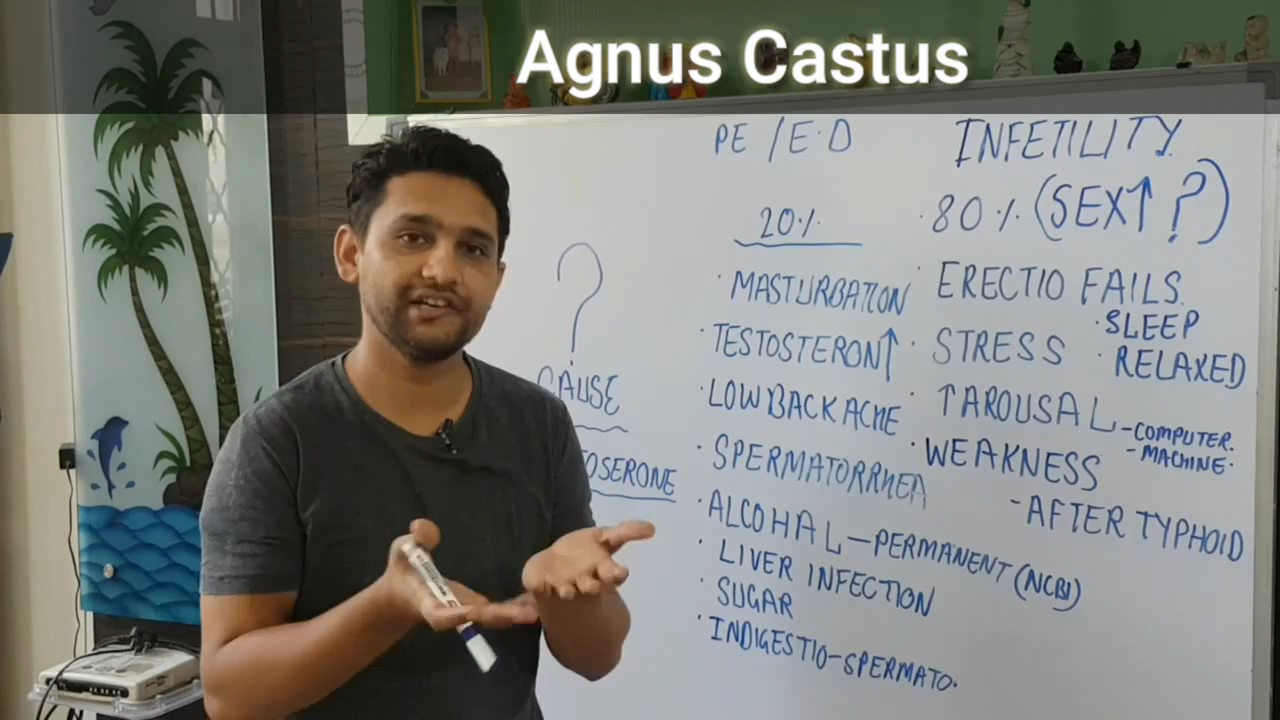 Agnus Castus
PE / E.D
INFETILITY
20%
80% (SEX↑ ?)
?
CAUSE
OSERONE
· MASTURBATION
· TESTOSTERON↑
· LOW BACK ACHE
· SPERMATORRHEA
· ALCOHAL – PERMANENT (NCBI)
· LIVER INFECTION
· SUGAR
· INDIGESTIO-SPERMATO.
· ERECTIO FAILS
· SLEEP
· STRESS
· RELAXED
· ↑AROUSAL
- COMPUTER.
- MACHINE.
· WEAKNESS
- AFTER TYPHOID